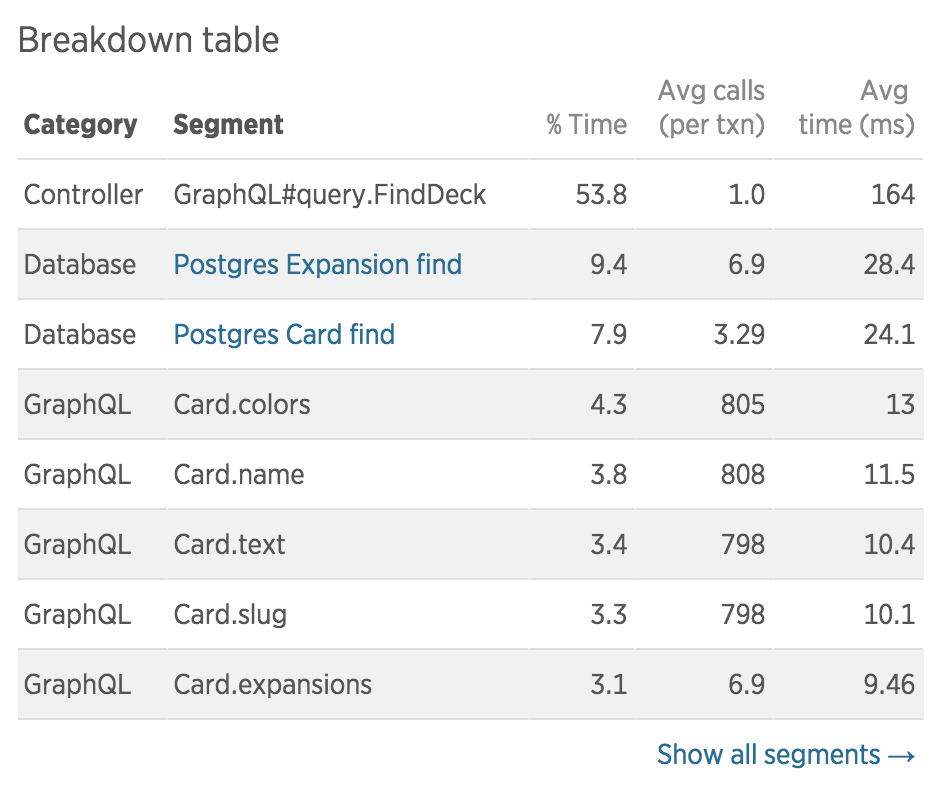 Breakdown table
Category Segment % Time Avg calls (per txn) Avg time (ms)
Controller GraphQL#query.FindDeck 53.8 1.0 164
Database Postgres Expansion find 9.4 6.9 28.4
Database Postgres Card find 7.9 3.29 24.1
GraphQL Card.colors 4.3 805 13
GraphQL Card.name 3.8 808 11.5
GraphQL Card.text 3.4 798 10.4
GraphQL Card.slug 3.3 798 10.1
GraphQL Card.expansions 3.1 6.9 9.46
Show all segments →